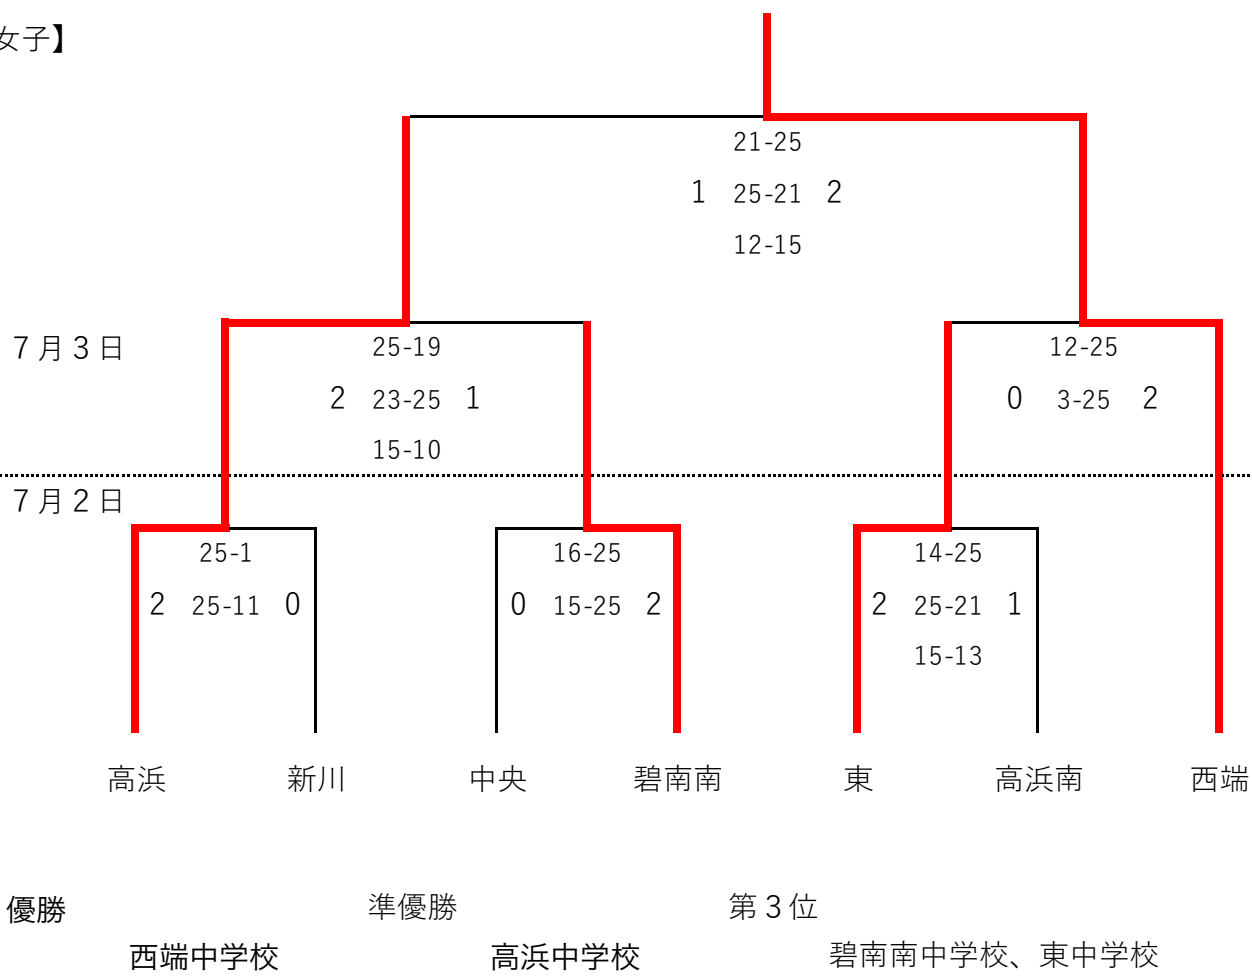 女子】
21-25
1 25-21 2
12-15
７月３日
25-19 12-25
2 23-25 1 0 3-25 2
15-10
７月２日
25-1 16-25 14-25
2 25-11 0 0 15-25 2 2 25-21 1
15-13
高浜 新川 中央 碧南南 東 高浜南 西端
優勝 準優勝 第３位
西端中学校 高浜中学校 碧南南中学校、東中学校